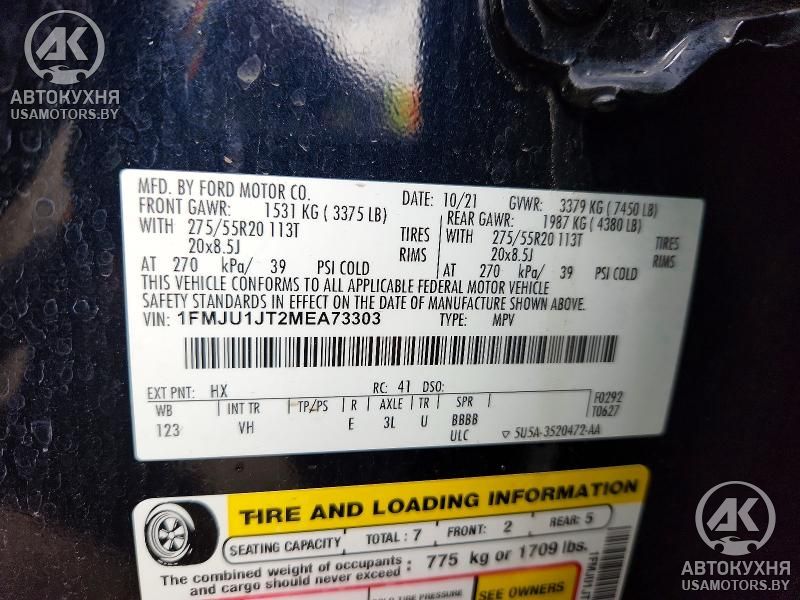 АК
АВТОКУХНЯ
USAMOTORS.BY
MFD. BY FORD MOTOR CO.
DATE: 10/21 GVWR: 3379 KG ( 7450 LB)
FRONT GAWR: 1531 KG ( 3375 LB)
REAR GAWR: 1987 KG ( 4380 LB)
WITH 275/55R20 113T TIRES
WITH 275/55R20 113T TIRES
20x8.5J RIMS
20x8.5J RIMS
AT 270 kPa/ 39 PSI COLD
AT 270 kPa/ 39 PSI COLD
THIS VEHICLE CONFORMS TO ALL APPLICABLE FEDERAL MOTOR VEHICLE
SAFETY STANDARDS IN EFFECT ON THE DATE OF MANUFACTURE SHOWN ABOVE.
VIN: 1FMJU1JT2MEA73303 TYPE: MPV
EXT PNT: HX RC: 41 DSO:
WB INT TR TP/PS R AXLE TR SPR
F0292
T0627
123 VH E 3L U BBBB
ULC
5U5A-3520472-AA
TIRE AND LOADING INFORMATION
SEATING CAPACITY TOTAL : 7 FRONT: 2 REAR: 5
The combined weight of occupants
and cargo should never exceed : 775 kg or 1709 lbs.
COLD TIRE PRESSURE
SEE OWNERS
АК
АВТОКУХНЯ
USAMOTORS.BY